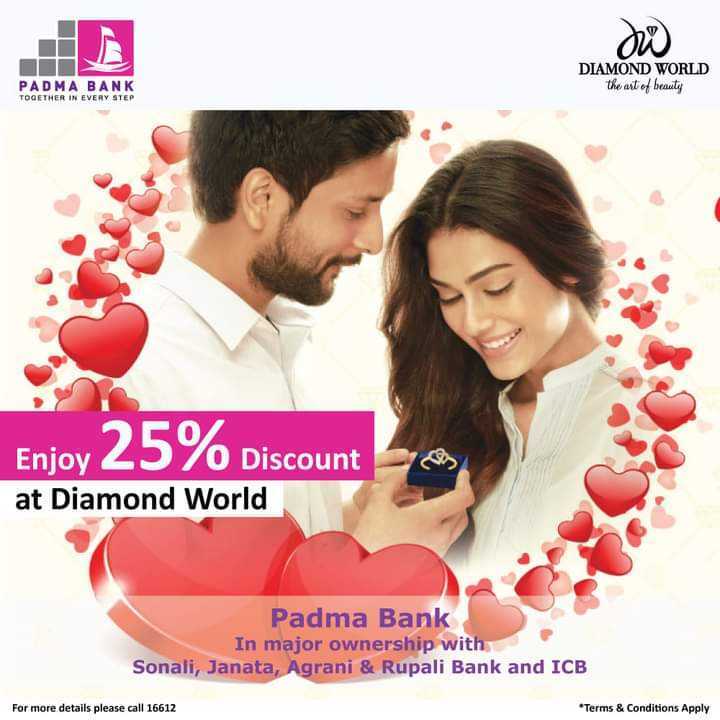 PADMA BANK
TOGETHER IN EVERY STEP
DIAMOND WORLD
the art of beauty
Enjoy 25% Discount
at Diamond World
Padma Bank
In major ownership with
Sonali, Janata, Agrani & Rupali Bank and ICB
For more details please call 16612
*Terms & Conditions Apply